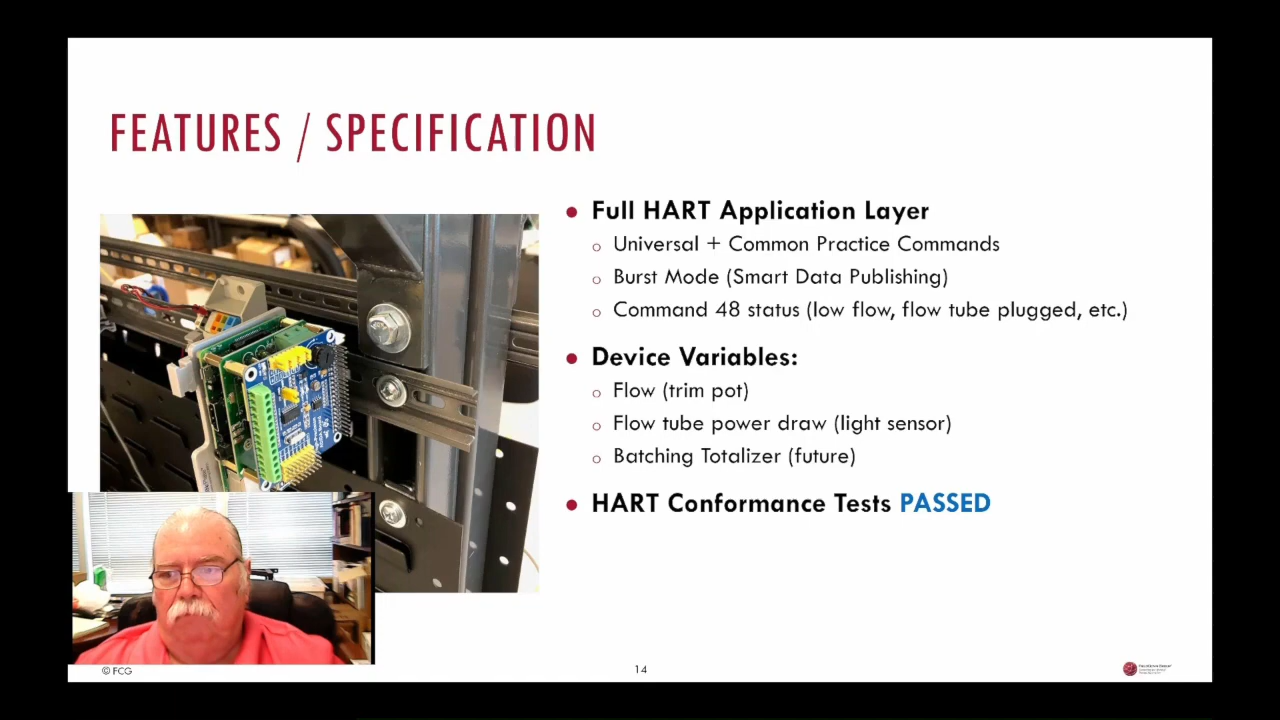 FEATURES / SPECIFICATION
• Full HART Application Layer
o Universal + Common Practice Commands
o Burst Mode (Smart Data Publishing)
o Command 48 status (low flow, flow tube plugged, etc.)
• Device Variables:
o Flow (trim pot)
o Flow tube power draw (light sensor)
o Batching Totalizer (future)
• HART Conformance Tests PASSED
© FCG
14